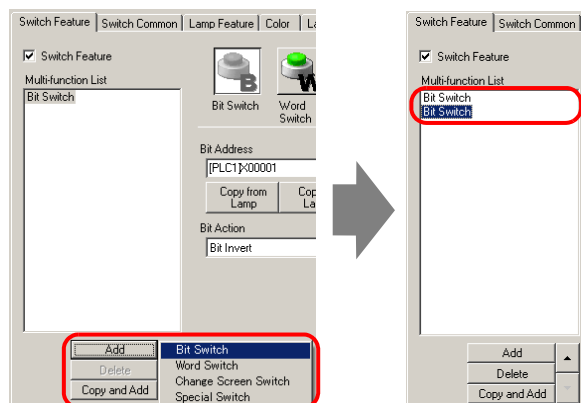 Switch Feature Switch Common Lamp Feature Color
Switch Feature
Multi-function List
Bit Switch
B
W
Bit Switch Word Switch
Bit Address
[PLC1]X00001
Copy from Lamp
Bit Action
Bit Invert
Add
Delete
Copy and Add
Bit Switch
Word Switch
Change Screen Switch
Special Switch
Switch Feature Switch Common
Switch Feature
Multi-function List
Bit Switch
Bit Switch
Add
Delete
Copy and Add